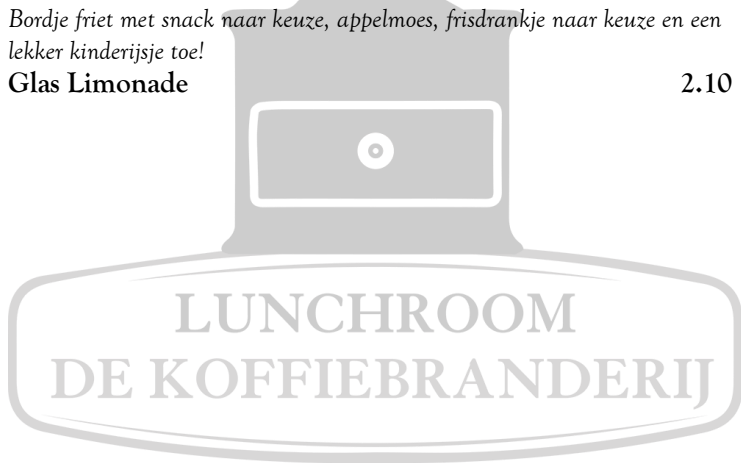 Bordje friet met snack naar keuze, appelmoes, frisdrankje naar keuze en een
lekker kinderijsje toe!
Glas Limonade 2.10
LUNCHROOM
DE KOFFIEBRANDERIJ